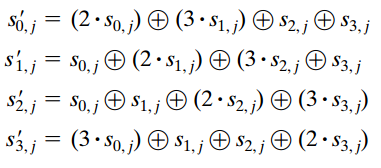 s′0, j = (2 · s0, j) ⊕ (3 · s1, j) ⊕ s2, j ⊕ s3, j
s′1, j = s0, j ⊕ (2 · s1, j) ⊕ (3 · s2, j ⊕ s3, j
s′2, j = s0, j ⊕ s1, j ⊕ (2 · s2, j) ⊕ (3 · s3, j)
s′3, j = (3 · s0, j) ⊕ s1, j ⊕ s2, j ⊕ (2 · s3, j)